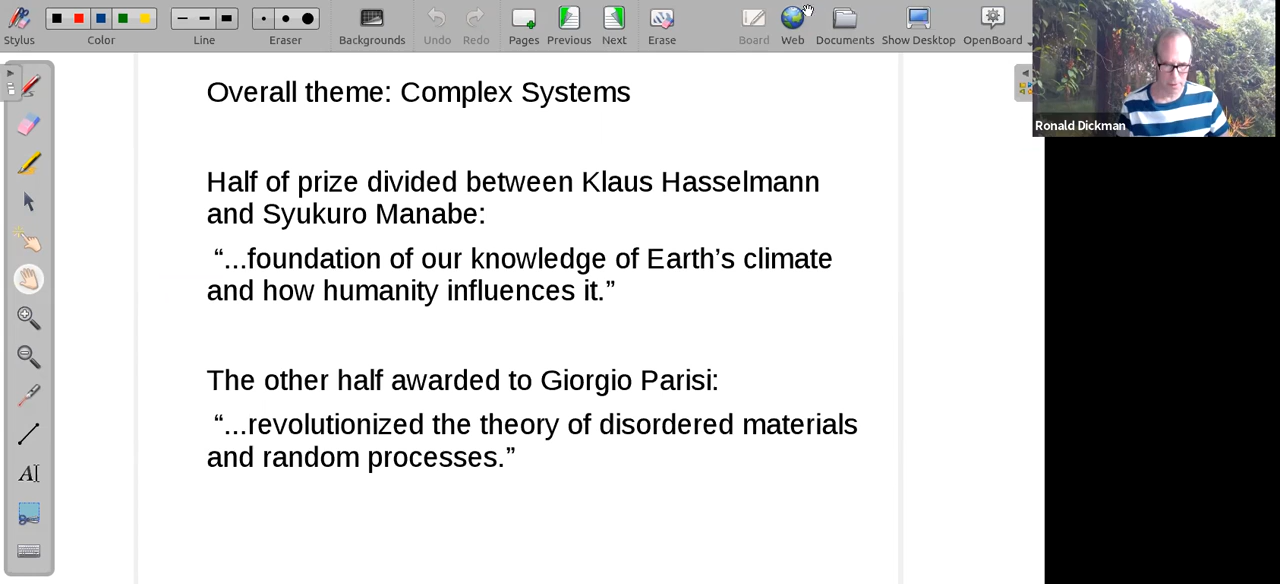 Stylus Color Line Eraser Backgrounds Undo Redo Pages Previous Next Erase Board Web Documents Show Desktop OpenBoard
Ronald Dickman
Overall theme: Complex Systems
Half of prize divided between Klaus Hasselmann
and Syukuro Manabe:
“...foundation of our knowledge of Earth’s climate
and how humanity influences it.”
The other half awarded to Giorgio Parisi:
“...revolutionized the theory of disordered materials
and random processes.”